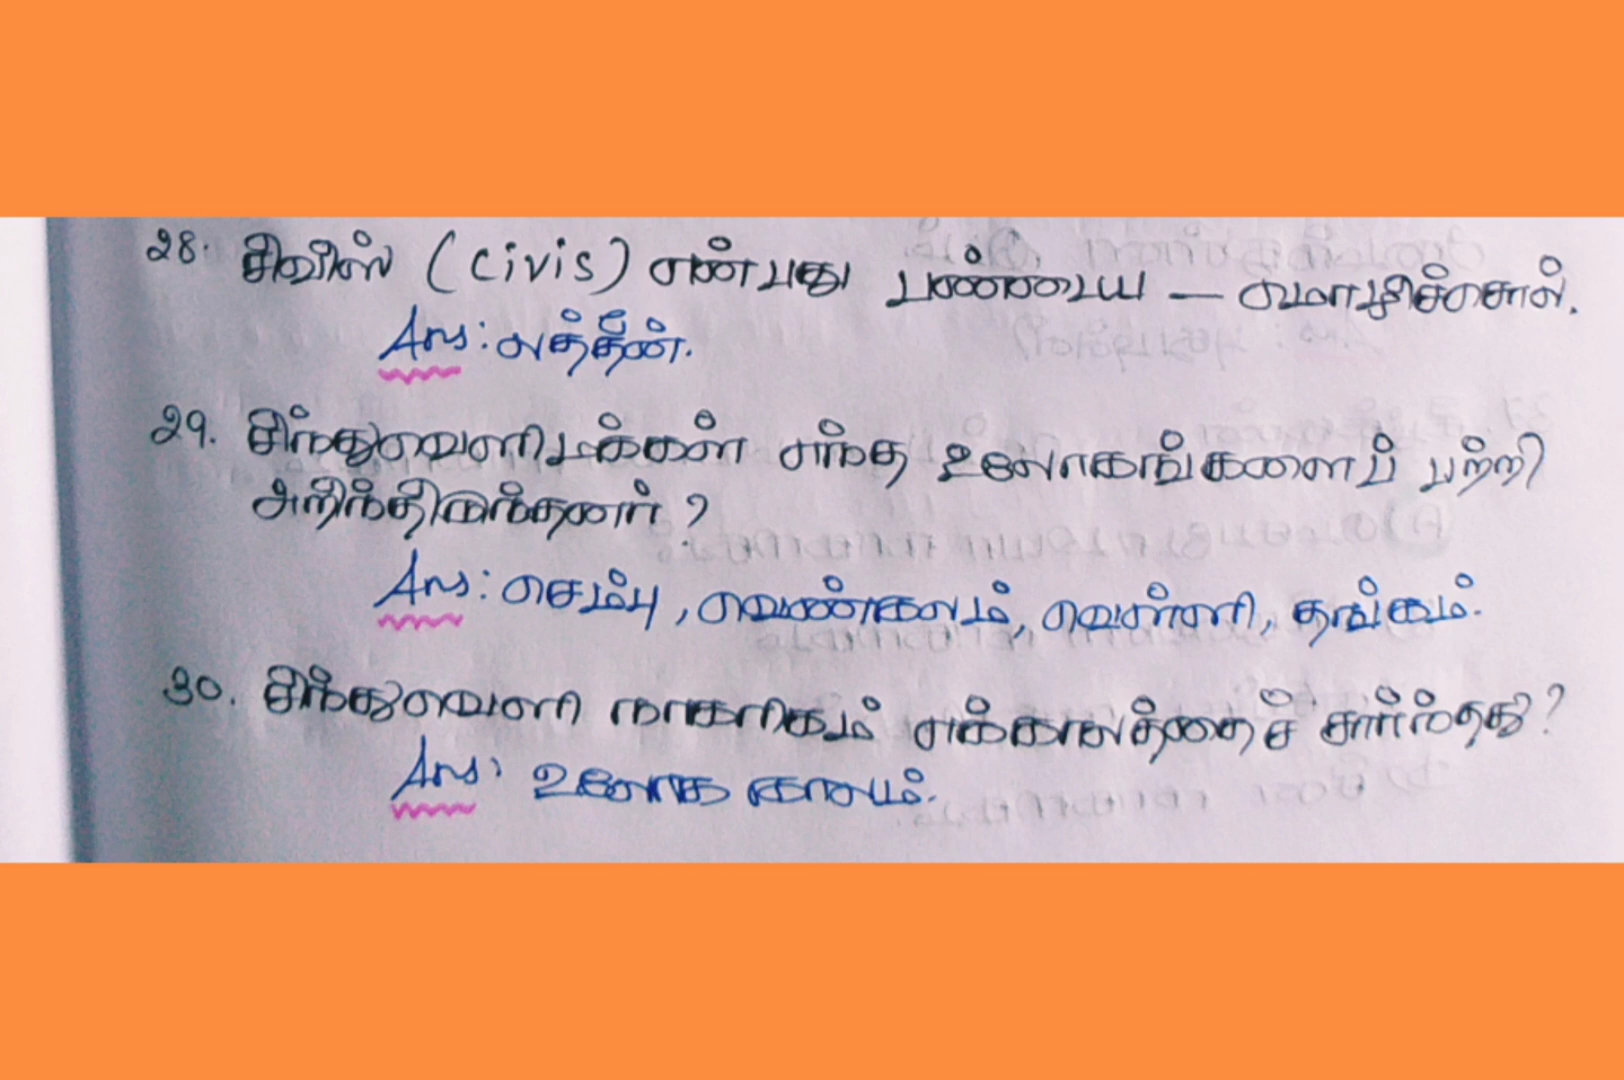 28. சிவிஸ் (civis) என்பது பண்டைய — மொழிச்சொல்.
Ans: லத்தீன்.
29. சிந்துவெளிமக்கள் எந்த உலோகங்களைப் பற்றி
அறிந்திருந்தனர்?
Ans: செம்பு, வெண்கலம், வெள்ளி, தங்கம்.
30. சிந்துவெளி நாகரிகம் எக்காலத்தைச் சார்ந்தது?
Ans: உலோக காலம்.